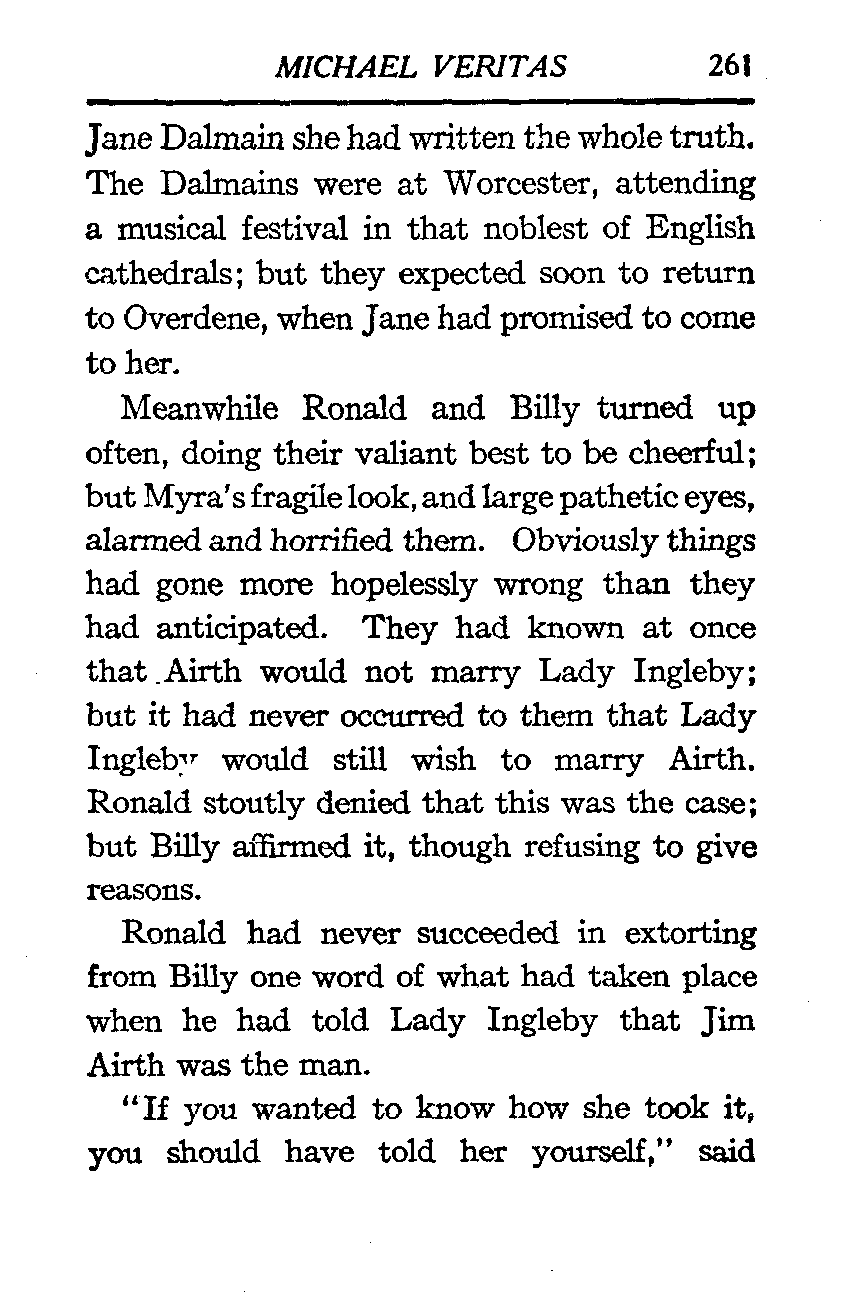 MICHAEL VERITAS 261
Jane Dalmain she had written the whole truth.
The Dalmains were at Worcester, attending
a musical festival in that noblest of English
cathedrals; but they expected soon to return
to Overdene, when Jane had promised to come
to her.
Meanwhile Ronald and Billy turned up
often, doing their valiant best to be cheerful;
but Myra's fragile look, and large pathetic eyes,
alarmed and horrified them. Obviously things
had gone more hopelessly wrong than they
had anticipated. They had known at once
that Airth would not marry Lady Ingleby;
but it had never occurred to them that Lady
Ingleby would still wish to marry Airth.
Ronald stoutly denied that this was the case;
but Billy affirmed it, though refusing to give
reasons.
Ronald had never succeeded in extorting
from Billy one word of what had taken place
when he had told Lady Ingleby that Jim
Airth was the man.
"If you wanted to know how she took it,
you should have told her yourself," said